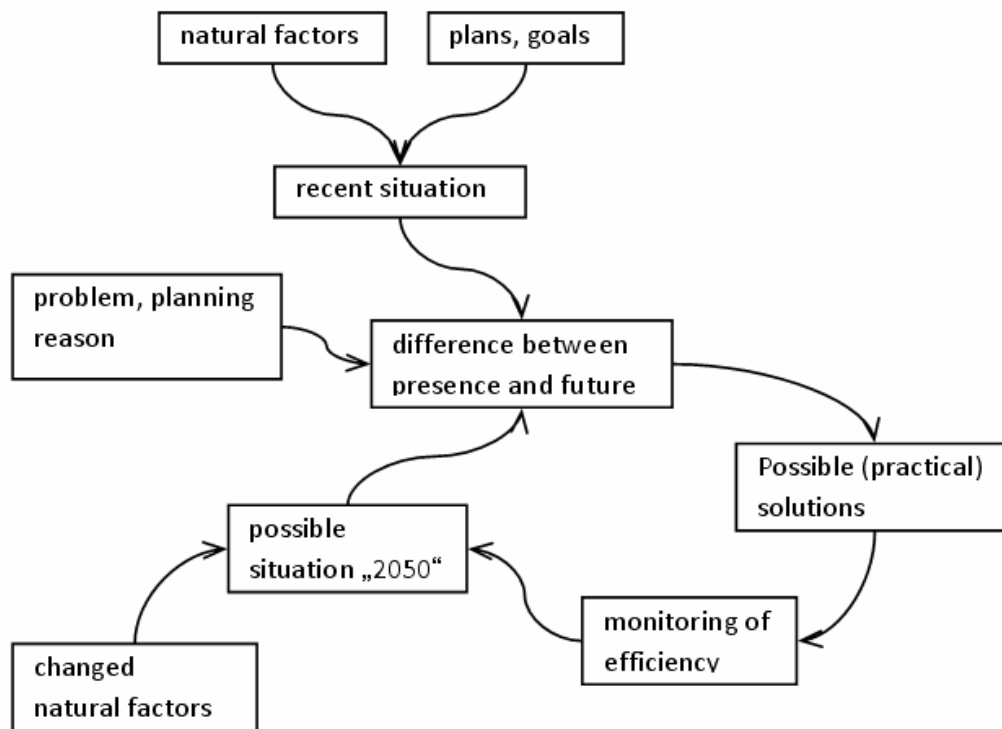 natural factors
plans, goals
recent situation
problem, planning
reason
difference between
presence and future
Possible (practical)
solutions
possible
situation „2050“
monitoring of
efficiency
changed
natural factors